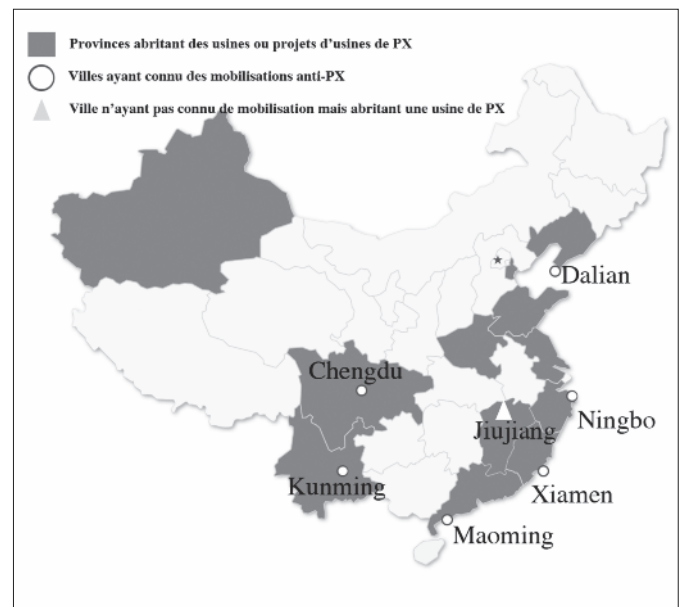 Provinces abritant des usines ou projets d’usines de PX
Villes ayant connu des mobilisations anti-PX
Ville n’ayant pas connu de mobilisation mais abritant une usine de PX
Dalian
Chengdu
Ningbo
Jiujiang
Kunming
Xiamen
Maoming